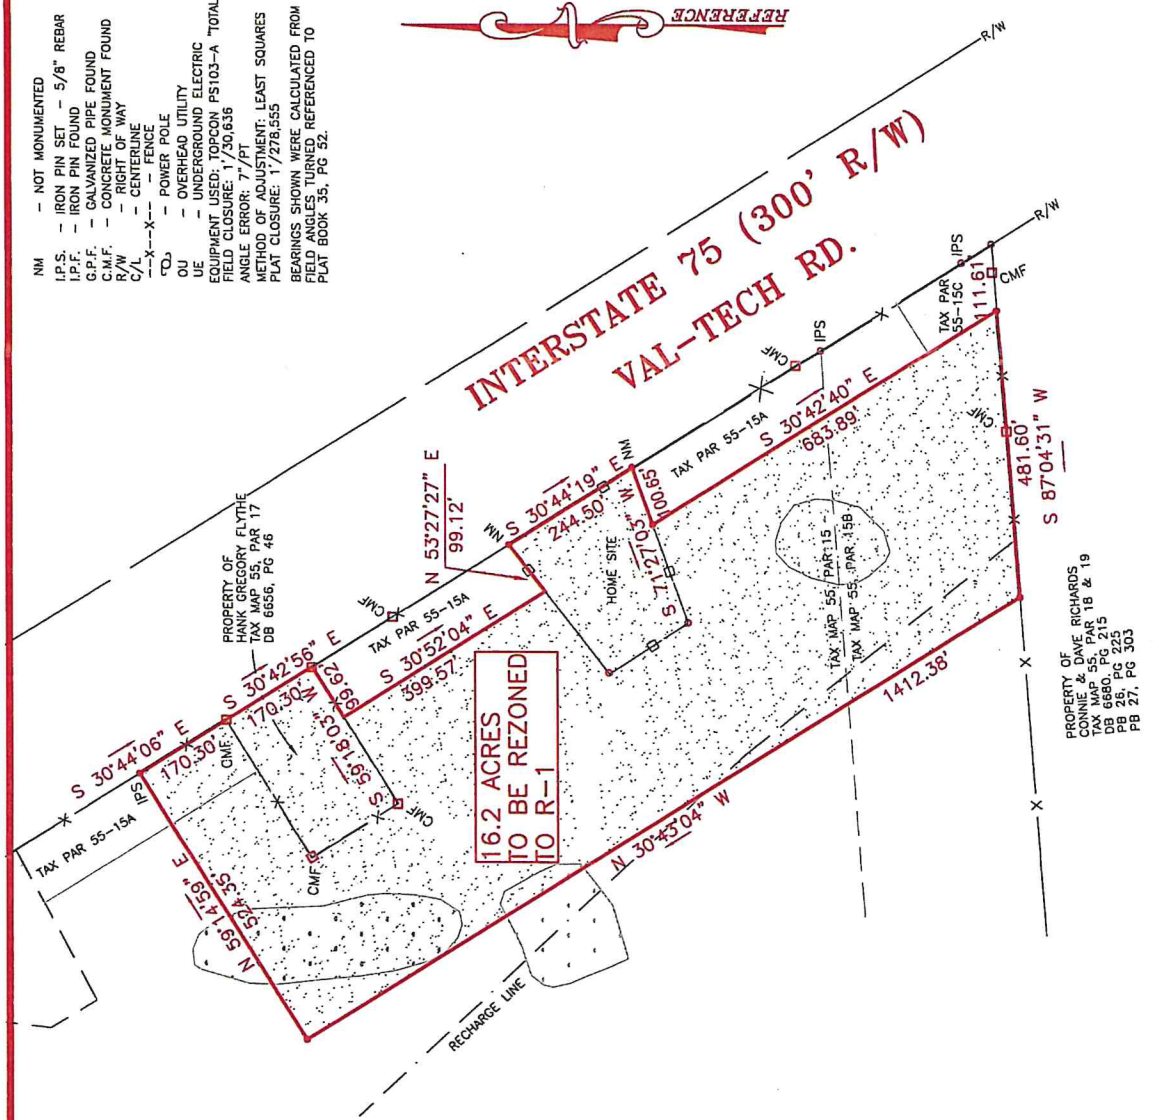 NM – NOT MONUMENTED
I.P.S. – IRON PIN SET – 5/8" REBAR
I.P.F. – IRON PIN FOUND
G.P.F. – GALVANIZED PIPE FOUND
C.M.F. – CONCRETE MONUMENT FOUND
R/W – RIGHT OF WAY
C/L – CENTERLINE
---X---X--- – FENCE
– POWER POLE
OU – OVERHEAD UTILITY
UE – UNDERGROUND ELECTRIC
EQUIPMENT USED: TOPCON PS103–A "TOTAL
FIELD CLOSURE: 1'/30,636
ANGLE ERROR: 7"/PT
METHOD OF ADJUSTMENT: LEAST SQUARES
PLAT CLOSURE: 1'/278,555
BEARINGS SHOWN WERE CALCULATED FROM
FIELD ANGLES TURNED REFERENCED TO
PLAT BOOK 35, PG 52.
REFERENCE
R/W
INTERSTATE 75 (300' R/W)
VAL–TECH RD.
R/W
IPS
CMF
111.61
TAX PAR
55–15C
IPS
CMF
S 30°42'40" E
683.89'
TAX PAR 55–15A
NM
100.65'
S 71°27'03" W
S 30°44'19" E
244.50'
HOME SITE
NM
N 53°27'27" E
99.12'
CMF
TAX PAR 55–15A
S 30°52'04" E
399.57'
PROPERTY OF
HANK GREGORY FLYTHE
TAX MAP 55, PAR 17
DB 6656, PG 46
S 30°42'56" E
170.30'
99.62'
S 59°18'03" W
CMF
CMF
CMF
S 30°44'06" E
170.30'
IPS
TAX PAR 55–15A
N 59°14'59" E
524.35'
16.2 ACRES
TO BE REZONED
TO R–1
N 30°43'04" W
1412.38'
RECHARGE LINE
TAX MAP 55, PAR 15
TAX MAP 55, PAR 15B
CMF
481.60'
S 87°04'31" W
PROPERTY OF
CONNIE & DAVE RICHARDS
TAX MAP 55, PAR 18 & 19
DB 6680, PG 215
PB 26, PG 225
PB 27, PG 303